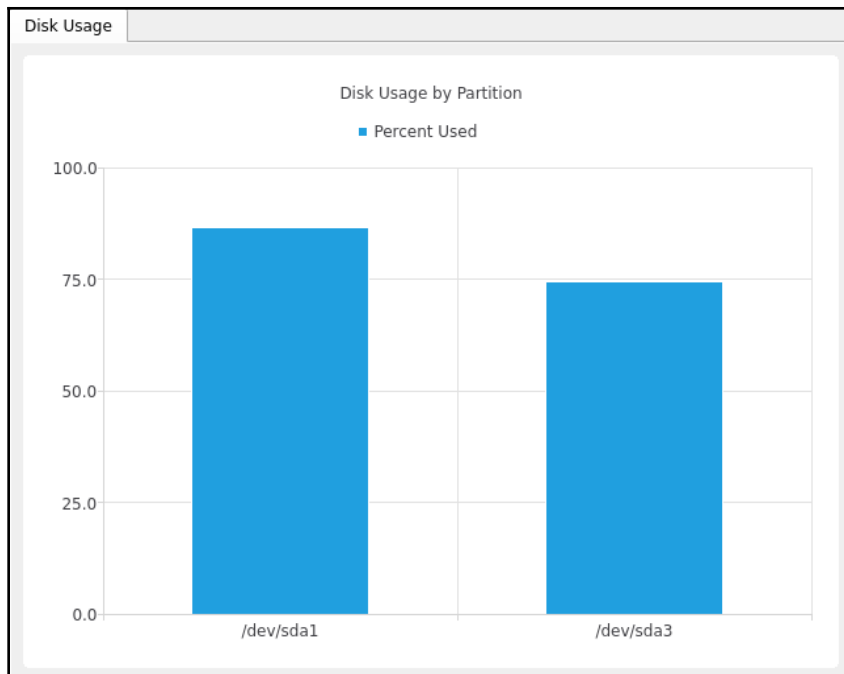 Disk Usage
Disk Usage by Partition
Percent Used
100.0
75.0
50.0
25.0
0.0
/dev/sda1
/dev/sda3